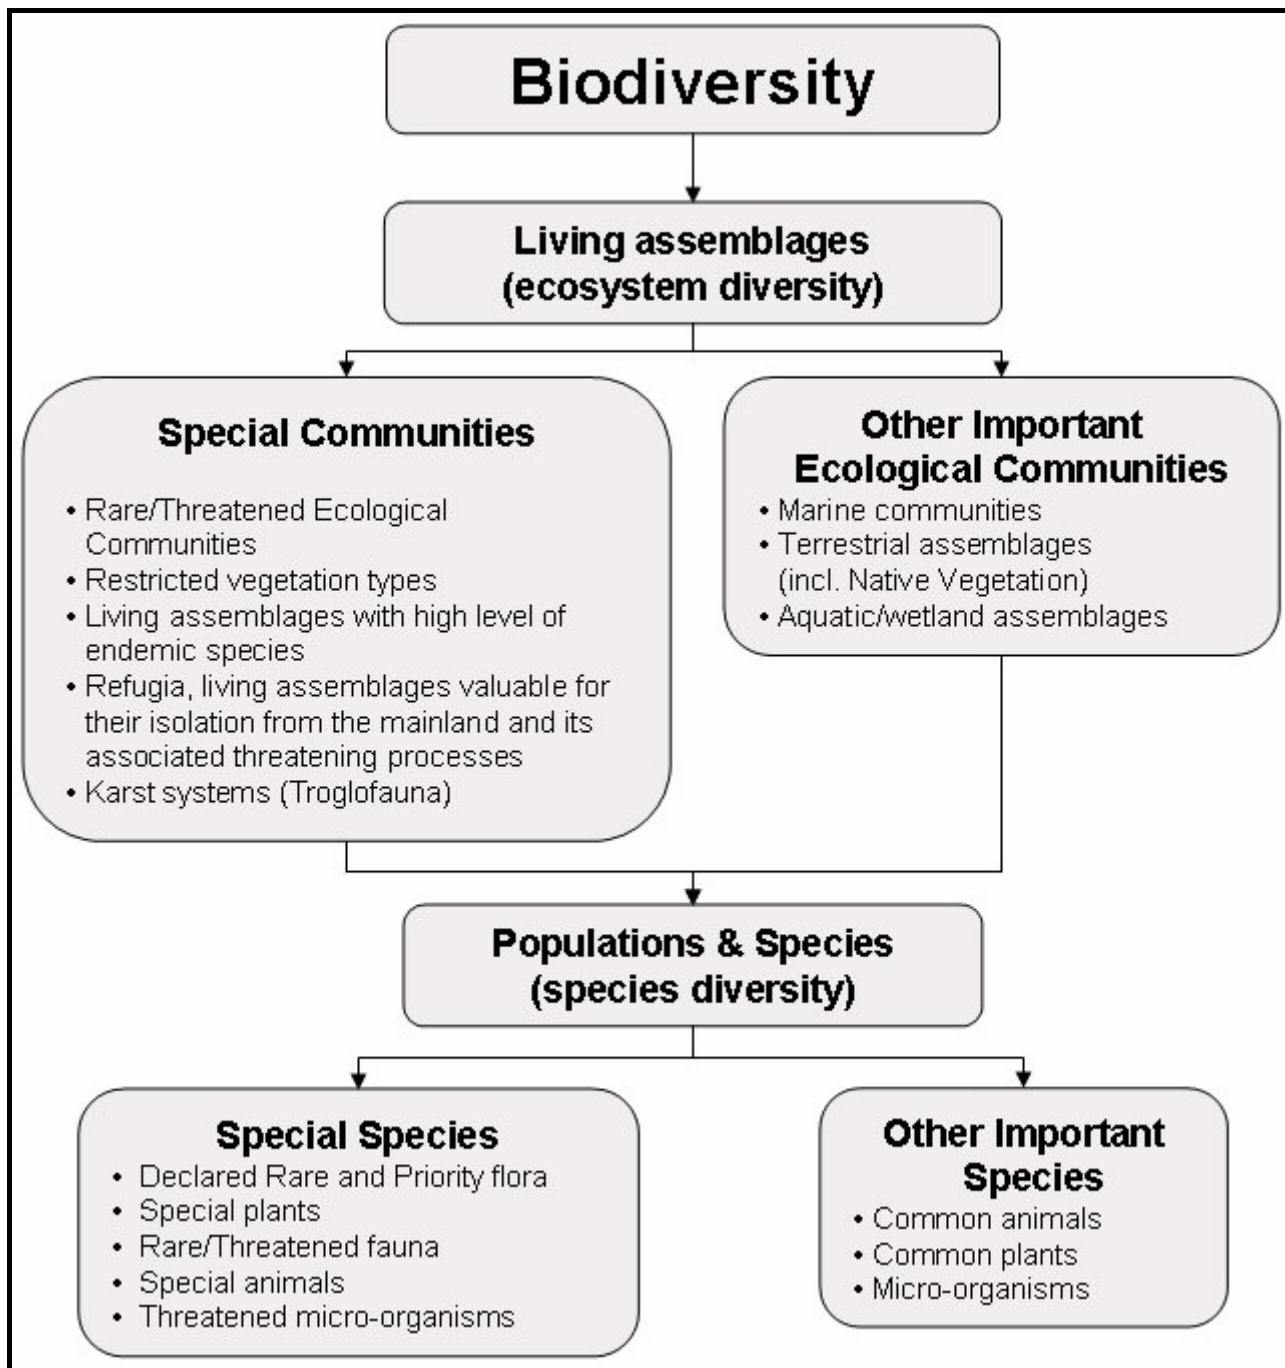 Biodiversity
Living assemblages
(ecosystem diversity)
Special Communities
• Rare/Threatened Ecological
Communities
• Restricted vegetation types
• Living assemblages with high level of
endemic species
• Refugia, living assemblages valuable for
their isolation from the mainland and its
associated threatening processes
• Karst systems (Troglofauna)
Other Important
Ecological Communities
• Marine communities
• Terrestrial assemblages
(incl. Native Vegetation)
• Aquatic/wetland assemblages
Populations & Species
(species diversity)
Special Species
• Declared Rare and Priority flora
• Special plants
• Rare/Threatened fauna
• Special animals
• Threatened micro-organisms
Other Important
Species
• Common animals
• Common plants
• Micro-organisms